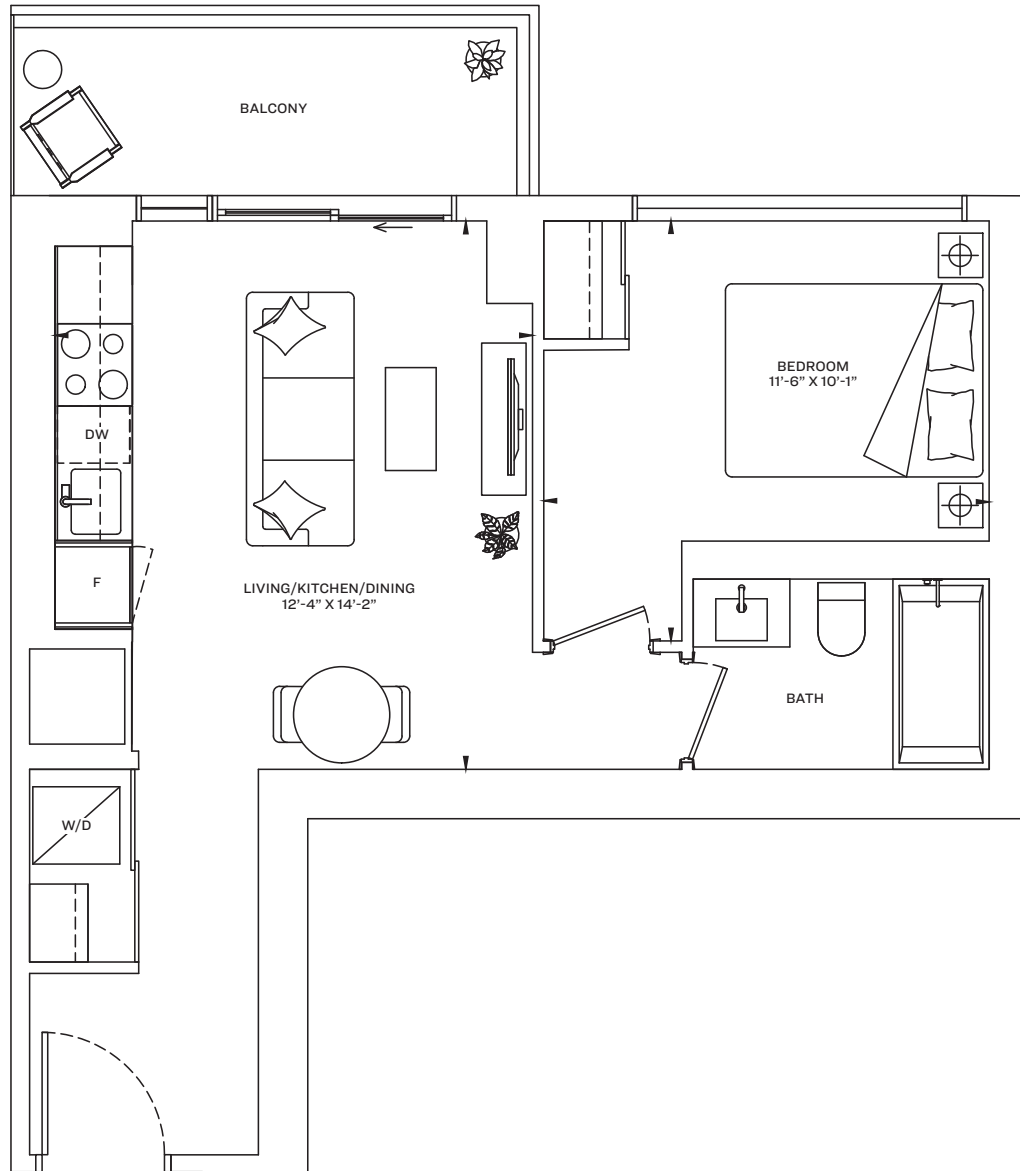 BALCONY
BEDROOM
11’-6” X 10’-1”
DW
F
LIVING/KITCHEN/DINING
12’-4” X 14’-2”
BATH
W/D